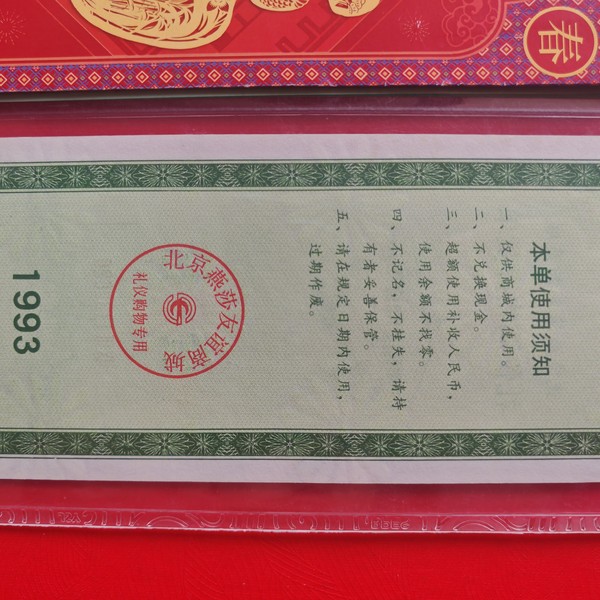 春
本单使用须知
一、仅供商城内使用。
二、不兑换现金。
三、超额使用补收人民币，
使用余额不找零。
四、不记名，不挂失，请持
有者妥善保管。
五、请在规定日期内使用，
过期作废。
北京燕莎友谊商城
礼仪购物专用
1993